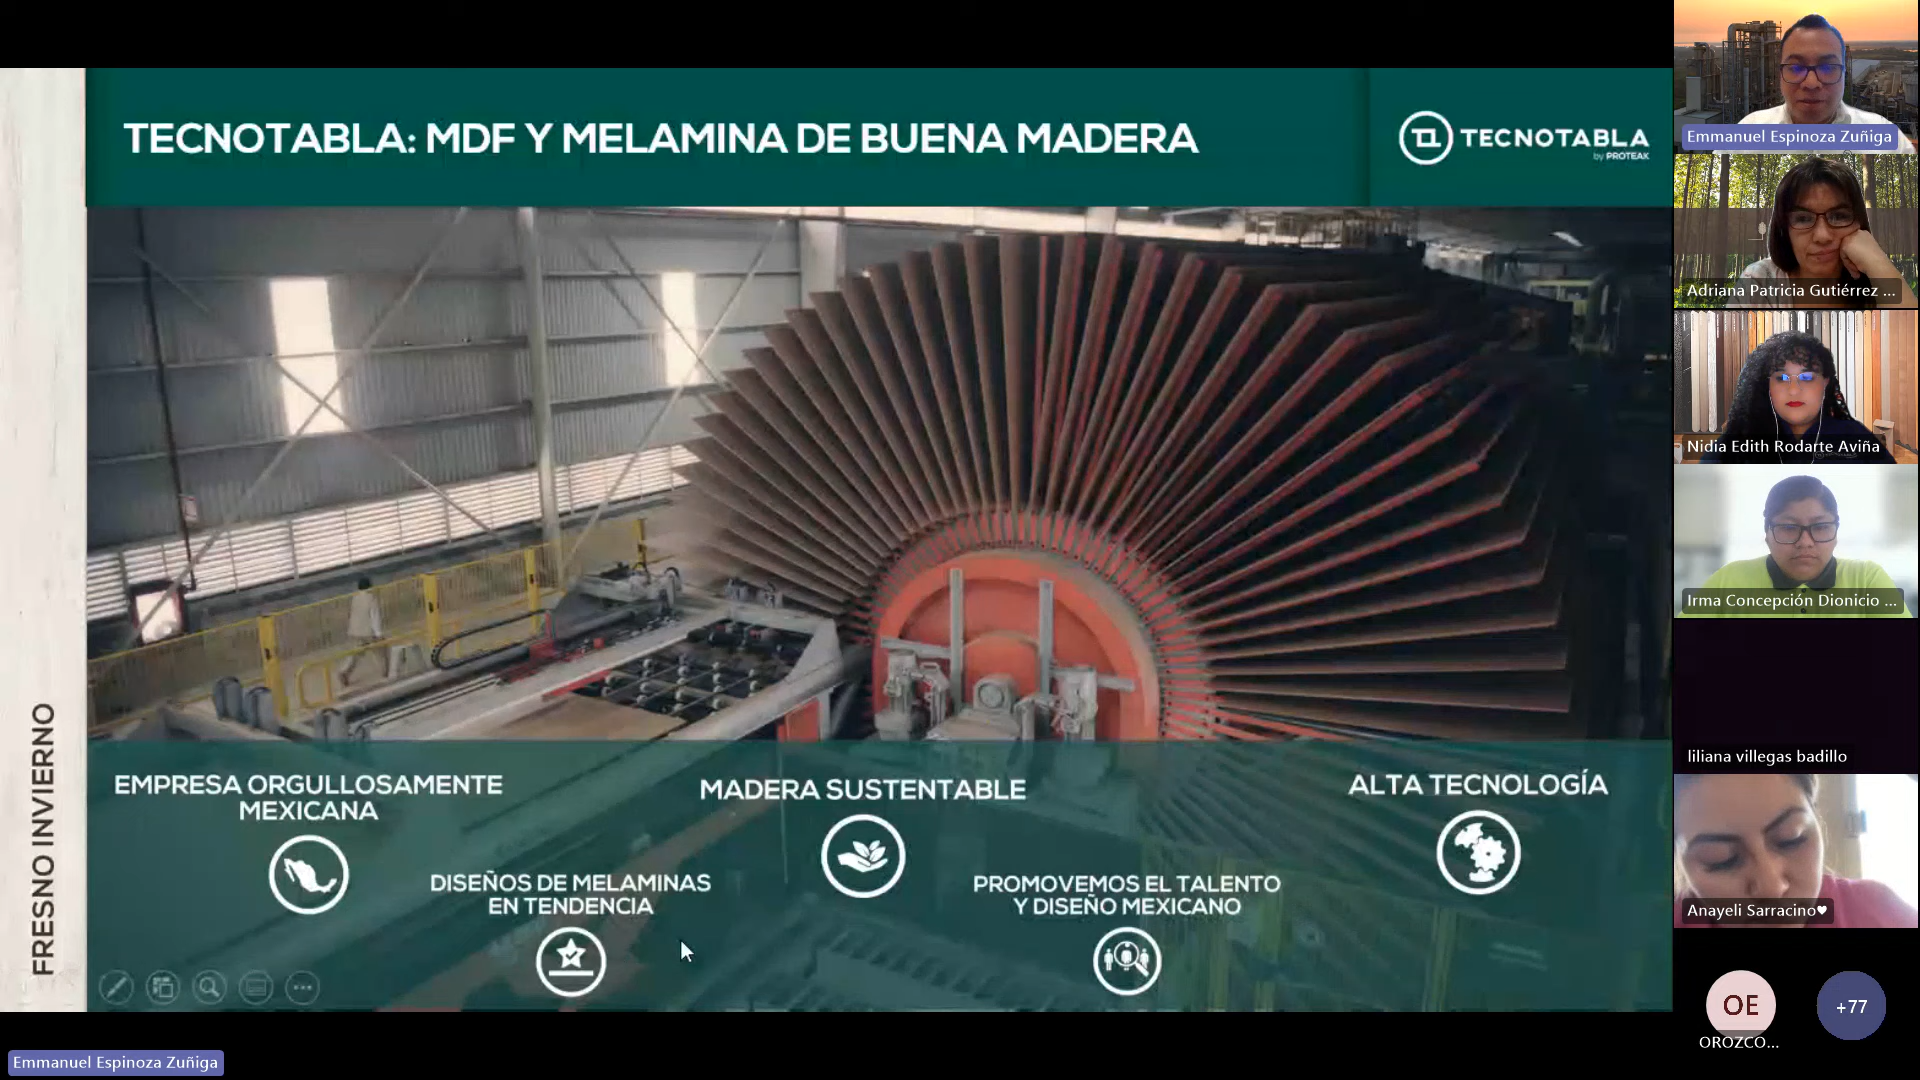 TECNOTABLA: MDF Y MELAMINA DE BUENA MADERA
TECNOTABLA
by PROTEAK
FRESNO INVIERNO
EMPRESA ORGULLOSAMENTE
MEXICANA
DISEÑOS DE MELAMINAS
EN TENDENCIA
MADERA SUSTENTABLE
PROMOVEMOS EL TALENTO
Y DISEÑO MEXICANO
ALTA TECNOLOGÍA
Emmanuel Espinoza Zuñiga
Emmanuel Espinoza Zuñiga
Adriana Patricia Gutiérrez ...
Nidia Edith Rodarte Aviña
Irma Concepción Dionicio ...
liliana villegas badillo
Anayeli Sarracino♥
OE
OROZCO...
+77